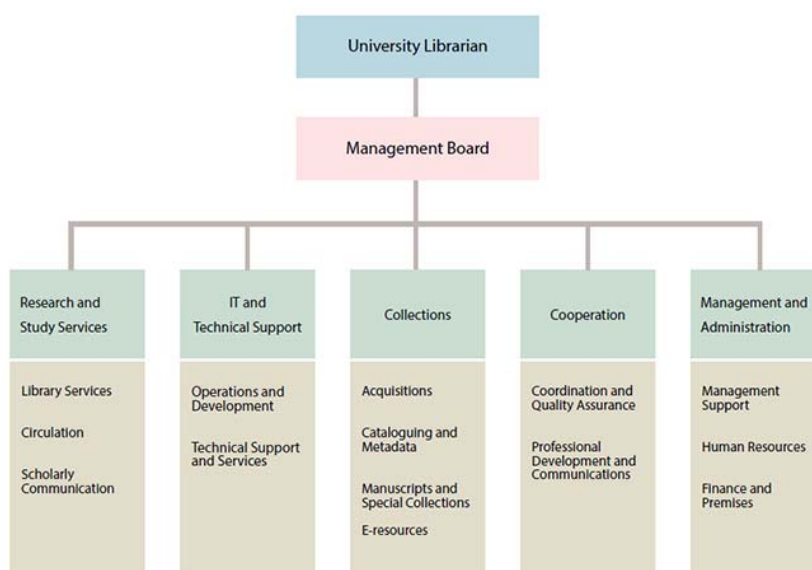 University Librarian
Management Board
Research and
Study Services
Library Services
Circulation
Scholarly
Communication
IT and
Technical Support
Operations and
Development
Technical Support
and Services
Collections
Acquisitions
Cataloguing and
Metadata
Manuscripts and
Special Collections
E-resources
Cooperation
Coordination and
Quality Assurance
Professional
Development and
Communications
Management and
Administration
Management
Support
Human Resources
Finance and
Premises